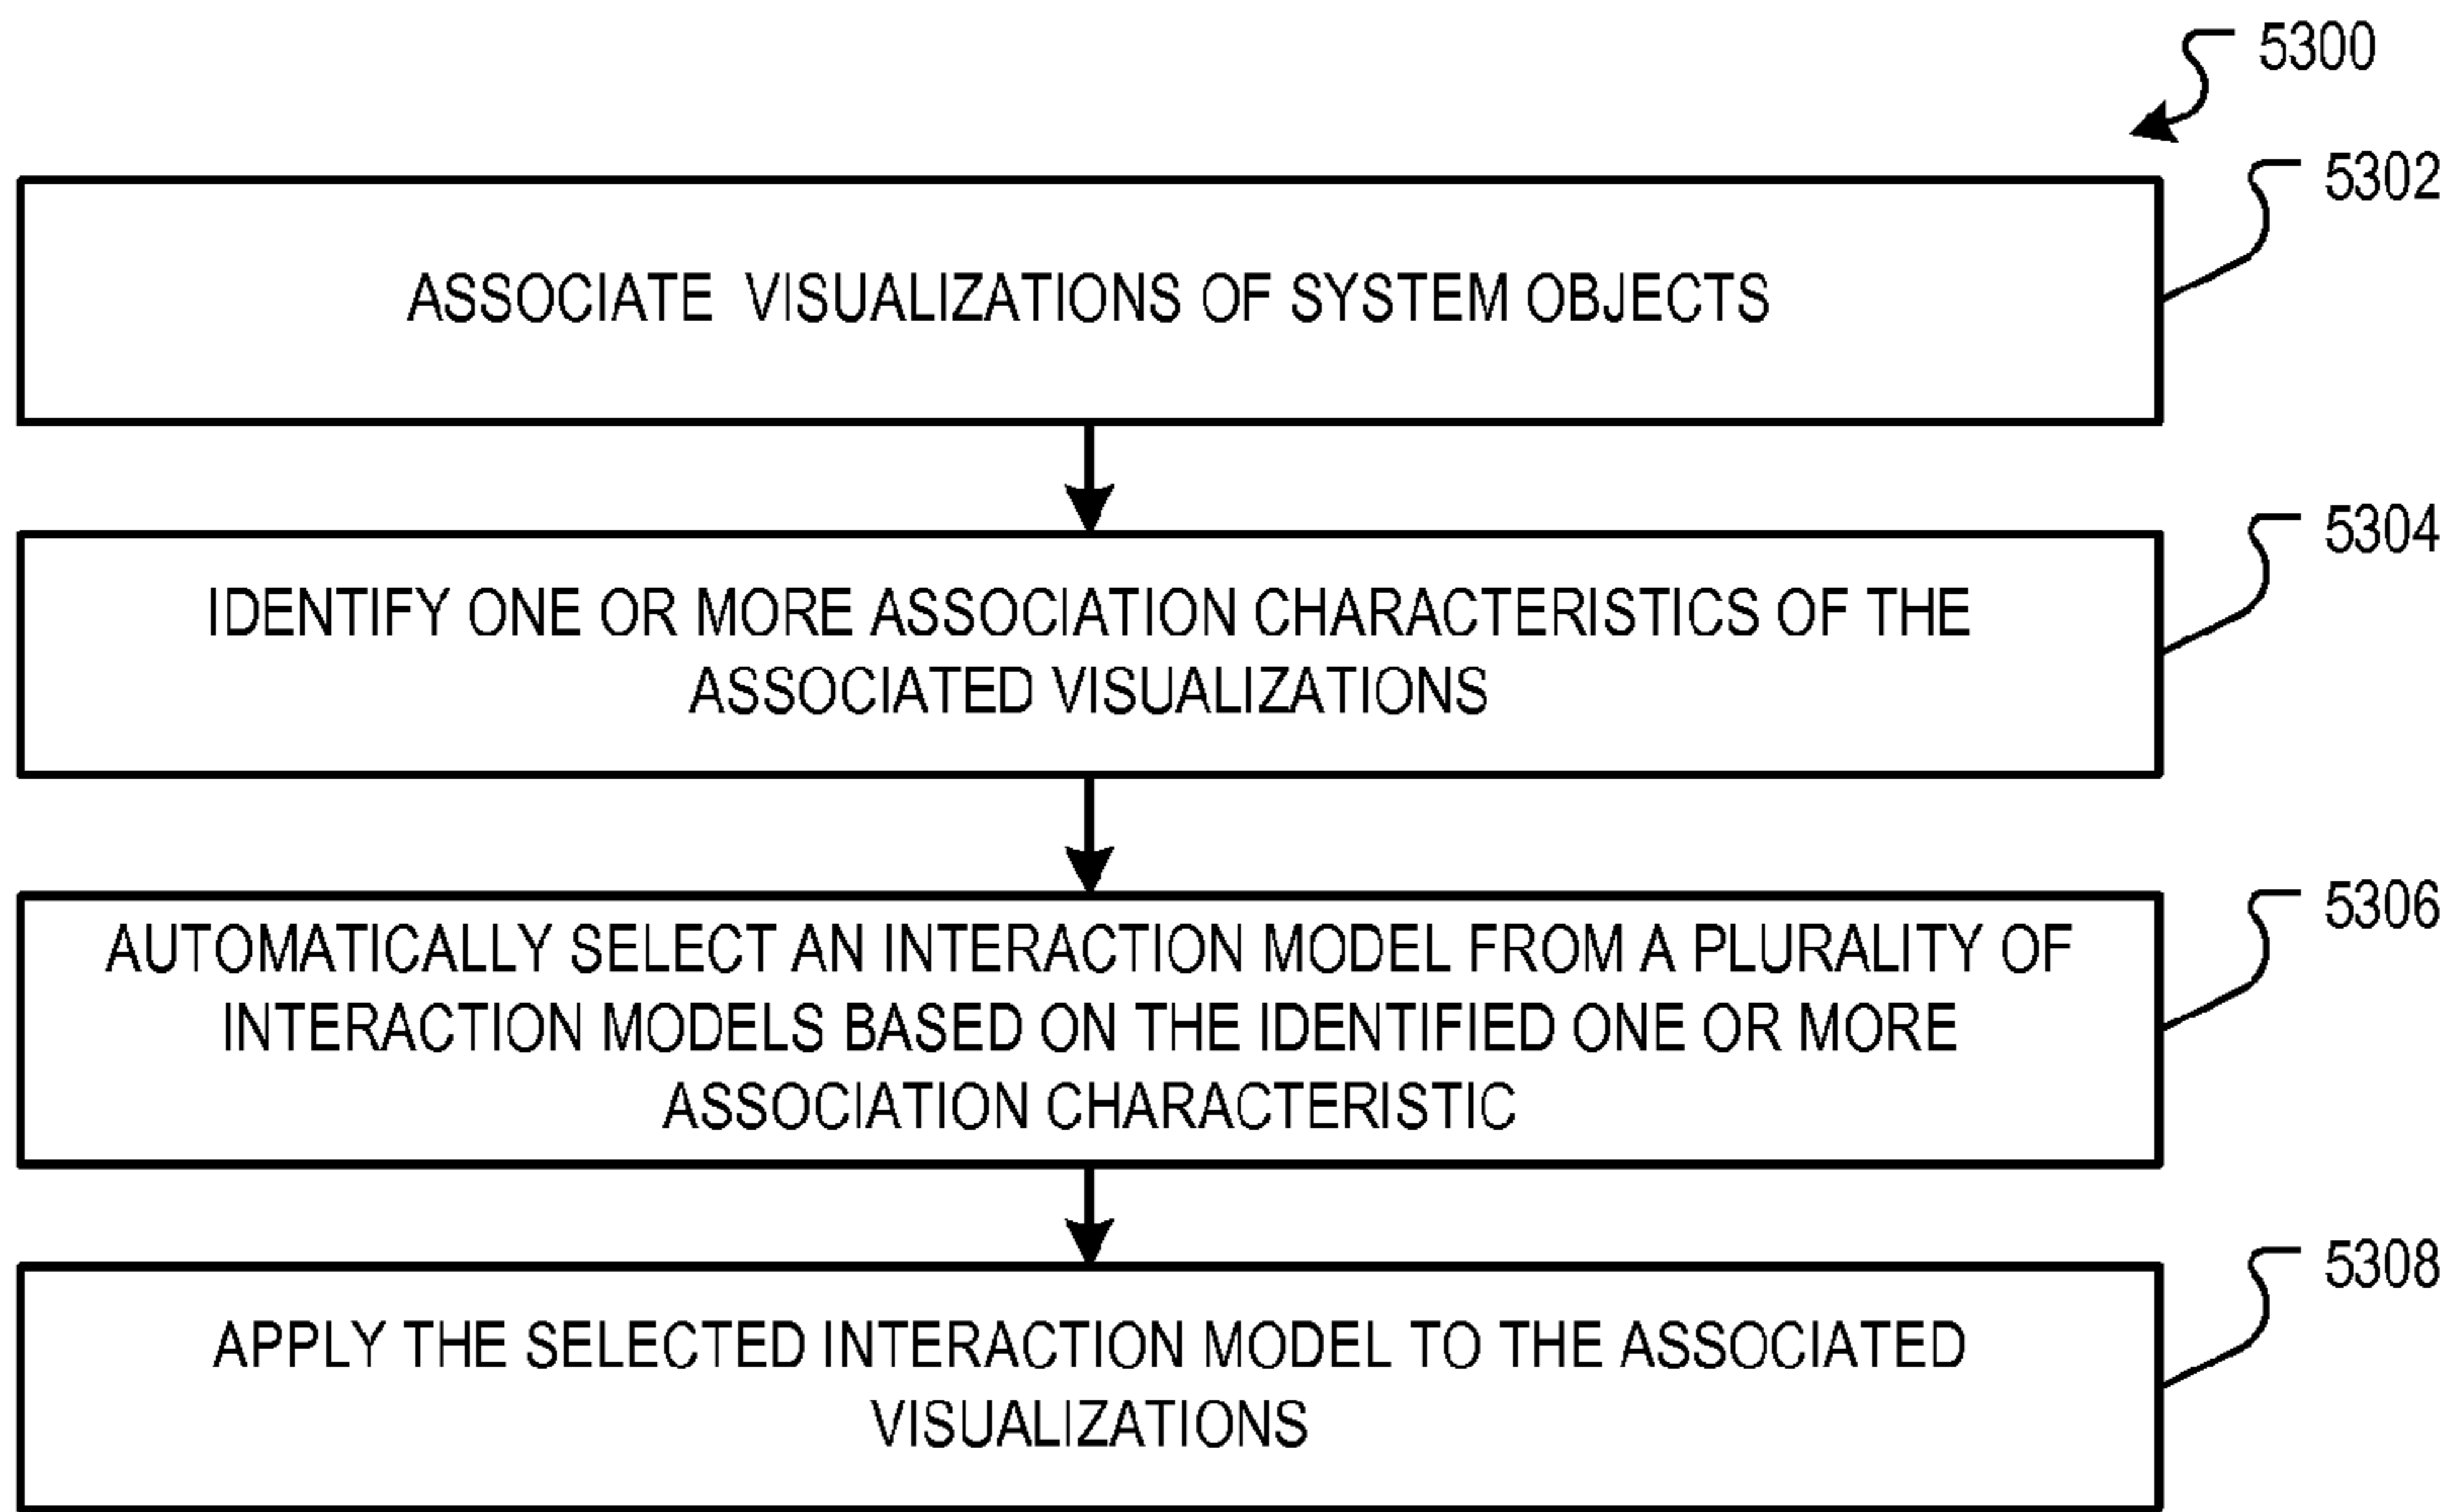 5300
5302
ASSOCIATE VISUALIZATIONS OF SYSTEM OBJECTS
5304
IDENTIFY ONE OR MORE ASSOCIATION CHARACTERISTICS OF THE
ASSOCIATED VISUALIZATIONS
5306
AUTOMATICALLY SELECT AN INTERACTION MODEL FROM A PLURALITY OF
INTERACTION MODELS BASED ON THE IDENTIFIED ONE OR MORE
ASSOCIATION CHARACTERISTIC
5308
APPLY THE SELECTED INTERACTION MODEL TO THE ASSOCIATED
VISUALIZATIONS